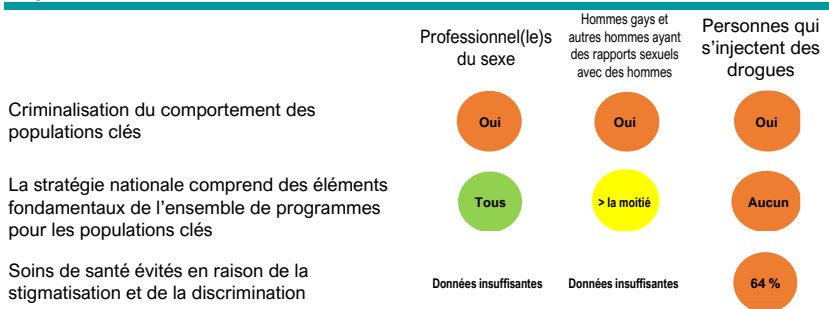 Professionnel(le)s
du sexe
Hommes gays et
autres hommes ayant
des rapports sexuels
avec des hommes
Personnes qui
s'injectent des
drogues
Criminalisation du comportement des
populations clés
Oui
Oui
Oui
La stratégie nationale comprend des éléments
fondamentaux de l'ensemble de programmes
pour les populations clés
Tous
> la moitié
Aucun
Soins de santé évités en raison de la
stigmatisation et de la discrimination
Données insuffisantes
Données insuffisantes
64 %